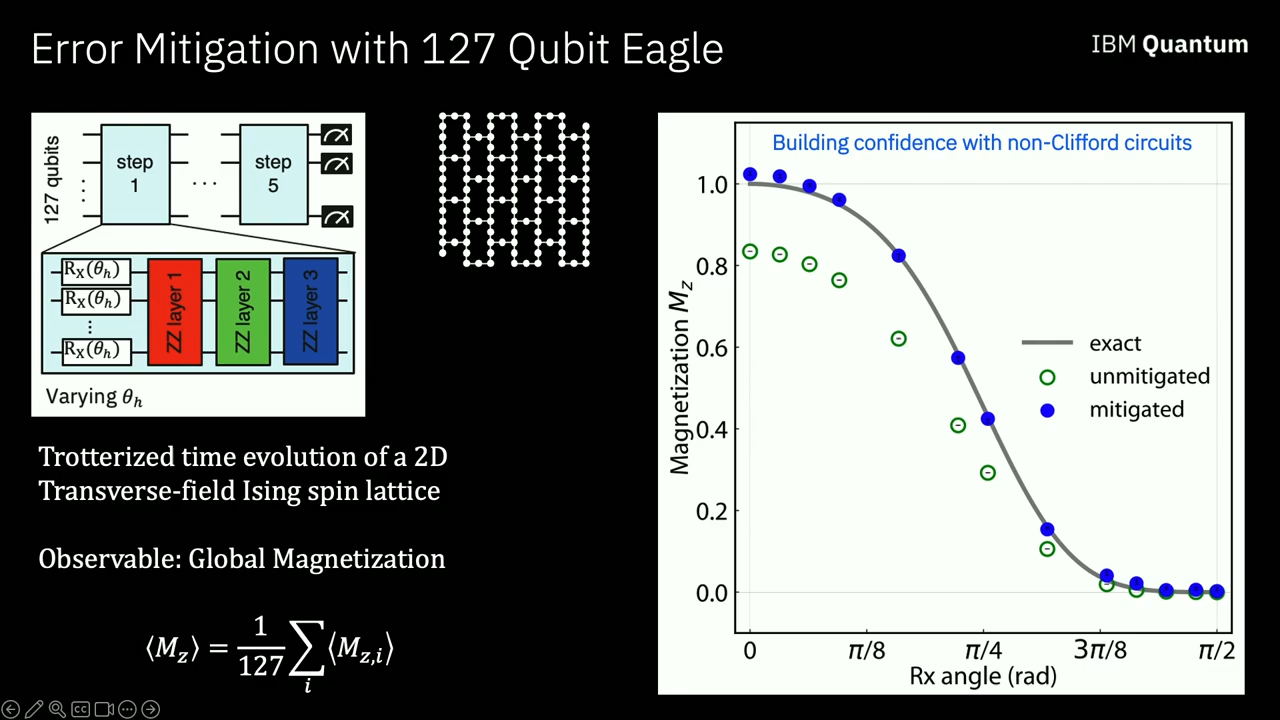 Error Mitigation with 127 Qubit Eagle
IBM Quantum
127 qubits
step
1
...
step
5
R_X(θ_h)
R_X(θ_h)
⋮
R_X(θ_h)
ZZ layer 1
ZZ layer 2
ZZ layer 3
Varying θ_h
Trotterized time evolution of a 2D
Transverse-field Ising spin lattice
Observable: Global Magnetization
⟨M_z⟩ = 1/127 ∑_i ⟨M_{z,i}⟩
Building confidence with non-Clifford circuits
Magnetization M_z
1.0
0.8
0.6
0.4
0.2
0.0
exact
unmitigated
mitigated
0 π/8 π/4 3π/8 π/2
Rx angle (rad)
CC